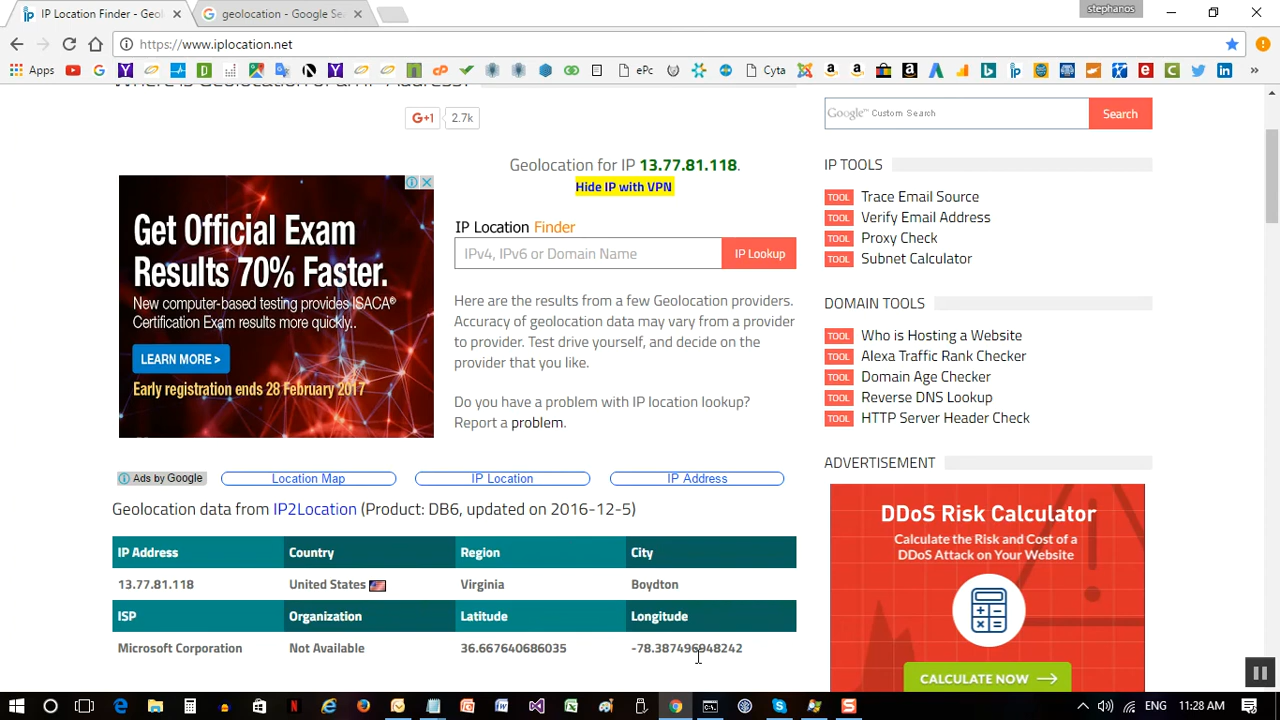 IP Location Finder - Geol
geolocation - Google Se
stephanos
https://www.iplocation.net
Apps
ePc
Cyta
Where is Geolocation of an IP Address?
G+1
2.7k
Google™ Custom Search
Search
Geolocation for IP 13.77.81.118.
Hide IP with VPN
IP Location Finder
IPv4, IPv6 or Domain Name
IP Lookup
Here are the results from a few Geolocation providers.
Accuracy of geolocation data may vary from a provider
to provider. Test drive yourself, and decide on the
provider that you like.
Do you have a problem with IP location lookup?
Report a problem.
Get Official Exam
Results 70% Faster.
New computer-based testing provides ISACA®
Certification Exam results more quickly..
LEARN MORE >
Early registration ends 28 February 2017
IP TOOLS
TOOL Trace Email Source
TOOL Verify Email Address
TOOL Proxy Check
TOOL Subnet Calculator
DOMAIN TOOLS
TOOL Who is Hosting a Website
TOOL Alexa Traffic Rank Checker
TOOL Domain Age Checker
TOOL Reverse DNS Lookup
TOOL HTTP Server Header Check
ADVERTISEMENT
Ads by Google
Location Map
IP Location
IP Address
Geolocation data from IP2Location (Product: DB6, updated on 2016-12-5)
IP Address Country Region City
13.77.81.118 United States Virginia Boydton
ISP Organization Latitude Longitude
Microsoft Corporation Not Available 36.667640686035 -78.387496948242
DDoS Risk Calculator
Calculate the Risk and Cost of a
DDoS Attack on Your Website
CALCULATE NOW
ENG 11:28 AM